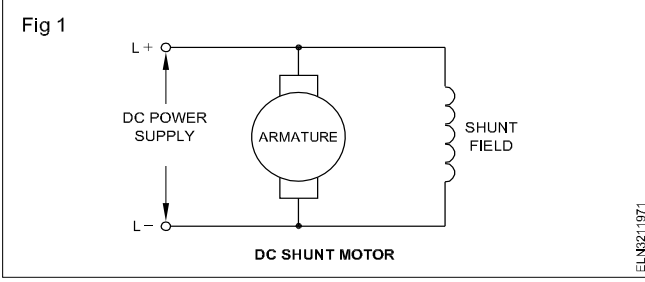 Fig 1
L +
DC POWER
SUPPLY
ARMATURE
SHUNT
FIELD
L −
DC SHUNT MOTOR
ELN3211971